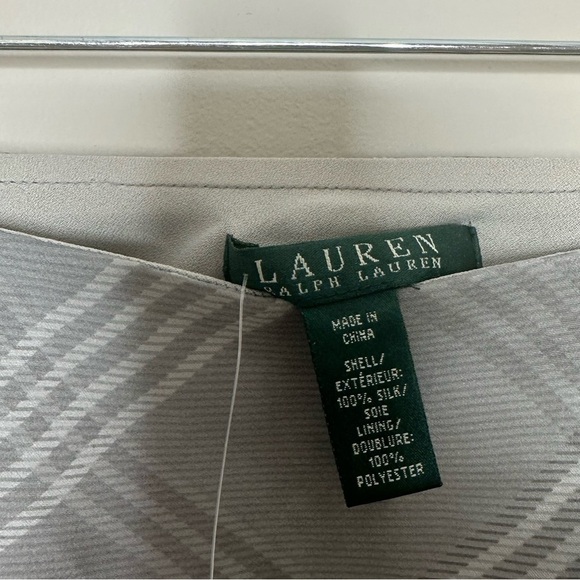 LAUREN
RALPH LAUREN
MADE IN
CHINA
SHELL/
EXTÉRIEUR:
100% SILK/
SOIE
LINING/
DOUBLURE:
100%
POLYESTER